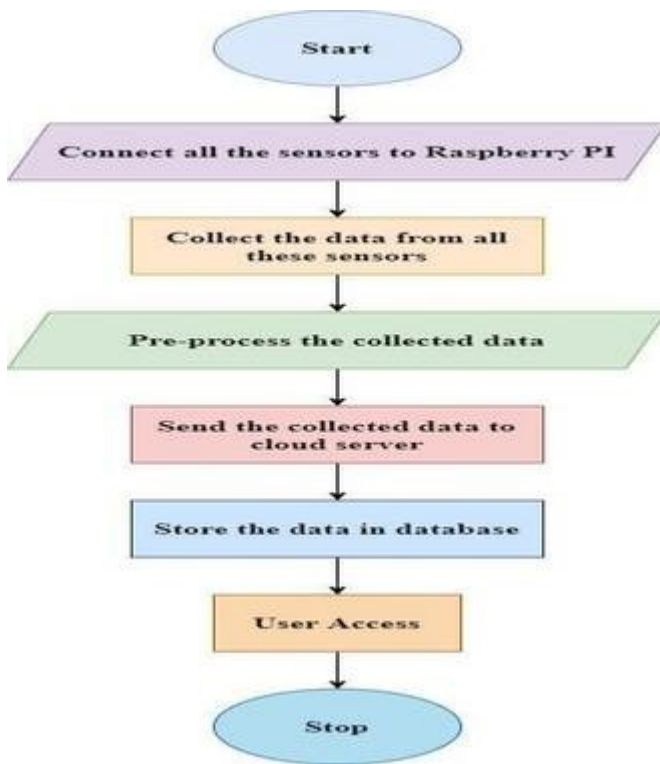 Start
Connect all the sensors to Raspberry PI
Collect the data from all
these sensors
Pre-process the collected data
Send the collected data to
cloud server
Store the data in database
User Access
Stop